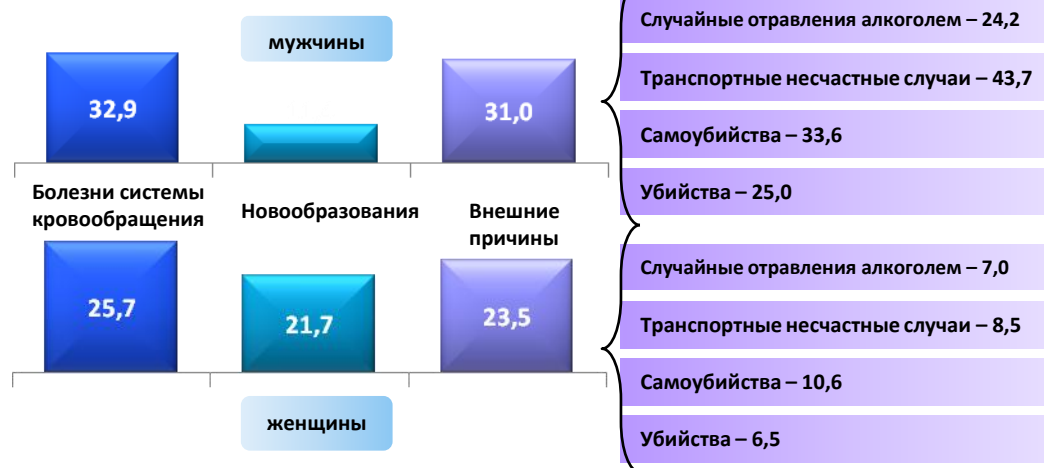 мужчины
32,9
31,0
Болезни системы
кровообращения
Новообразования
Внешние
причины
25,7
21,7
23,5
женщины
Случайные отравления алкоголем – 24,2
Транспортные несчастные случаи – 43,7
Самоубийства – 33,6
Убийства – 25,0
Случайные отравления алкоголем – 7,0
Транспортные несчастные случаи – 8,5
Самоубийства – 10,6
Убийства – 6,5